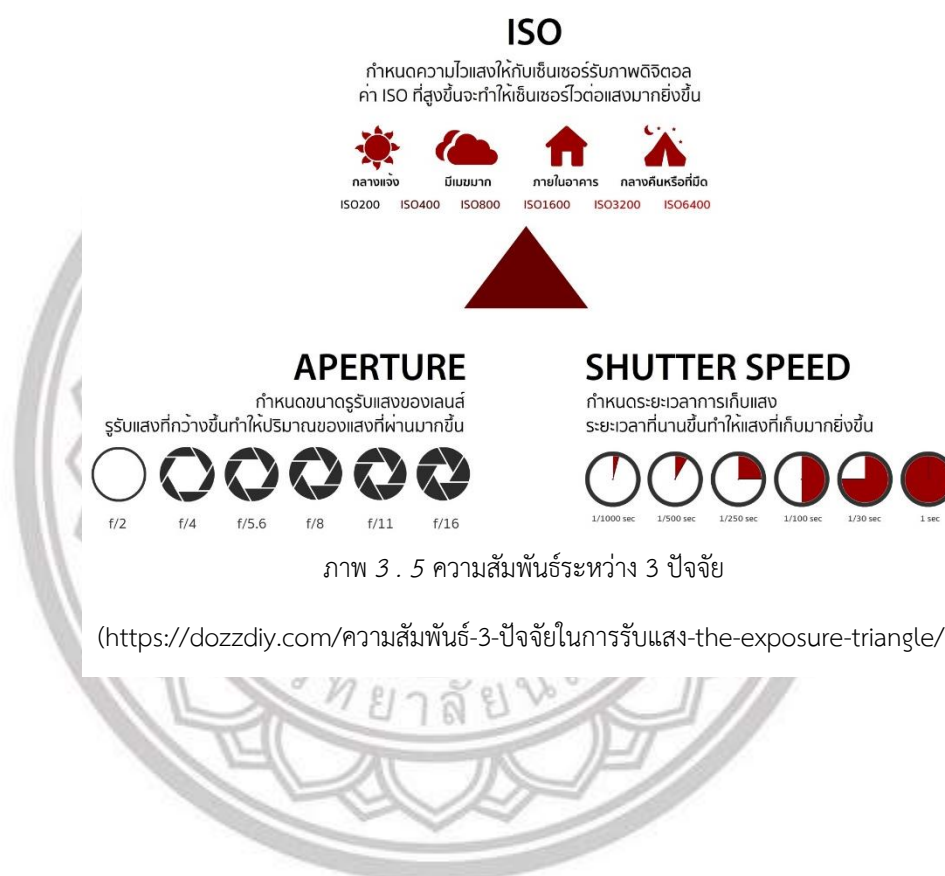 ISO
กำหนดความไวแสงให้กับเซ็นเซอร์รับภาพดิจิตอล
ค่า ISO ที่สูงขึ้นจะทำให้เซ็นเซอร์ไวต่อแสงมากยิ่งขึ้น
กลางแจ้ง มีเมฆมาก ภายในอาคาร กลางคืนหรือที่มืด
ISO200 ISO400 ISO800 ISO1600 ISO3200 ISO6400
APERTURE
กำหนดขนาดรูรับแสงของเลนส์
รูรับแสงที่กว้างขึ้นทำให้ปริมาณของแสงที่ผ่านมากขึ้น
f/2 f/4 f/5.6 f/8 f/11 f/16
SHUTTER SPEED
กำหนดระยะเวลาการเก็บแสง
ระยะเวลาที่นานขึ้นทำให้แสงที่เก็บมากยิ่งขึ้น
1/1000 sec 1/500 sec 1/250 sec 1/100 sec 1/30 sec 1 sec
ภาพ 3 . 5 ความสัมพันธ์ระหว่าง 3 ปัจจัย
(https://dozzdiy.com/ความสัมพันธ์-3-ปัจจัยในการรับแสง-the-exposure-triangle/